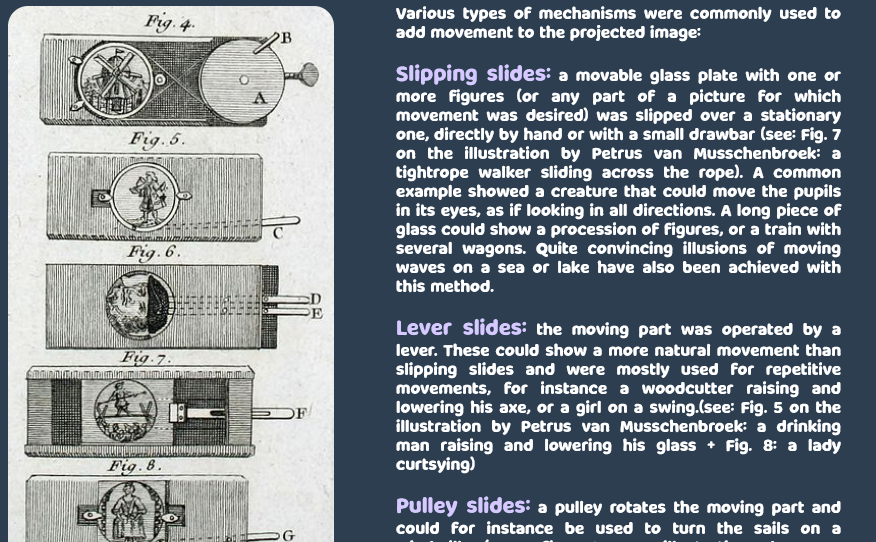 Fig. 4.
B
A
Fig. 5.
C
Fig. 6.
D
E
Fig. 7.
F
Fig. 8.
G
Various types of mechanisms were commonly used to
add movement to the projected image:
Slipping slides: a movable glass plate with one or
more figures (or any part of a picture for which
movement was desired) was slipped over a stationary
one, directly by hand or with a small drawbar (see: Fig. 7
on the illustration by Petrus van Musschenbroek: a
tightrope walker sliding across the rope). A common
example showed a creature that could move the pupils
in its eyes, as if looking in all directions. A long piece of
glass could show a procession of figures, or a train with
several wagons. Quite convincing illusions of moving
waves on a sea or lake have also been achieved with
this method.
Lever slides: the moving part was operated by a
lever. These could show a more natural movement than
slipping slides and were mostly used for repetitive
movements, for instance a woodcutter raising and
lowering his axe, or a girl on a swing.(see: Fig. 5 on the
illustration by Petrus van Musschenbroek: a drinking
man raising and lowering his glass + Fig. 8: a lady
curtsying)
Pulley slides: a pulley rotates the moving part and
could for instance be used to turn the sails on a